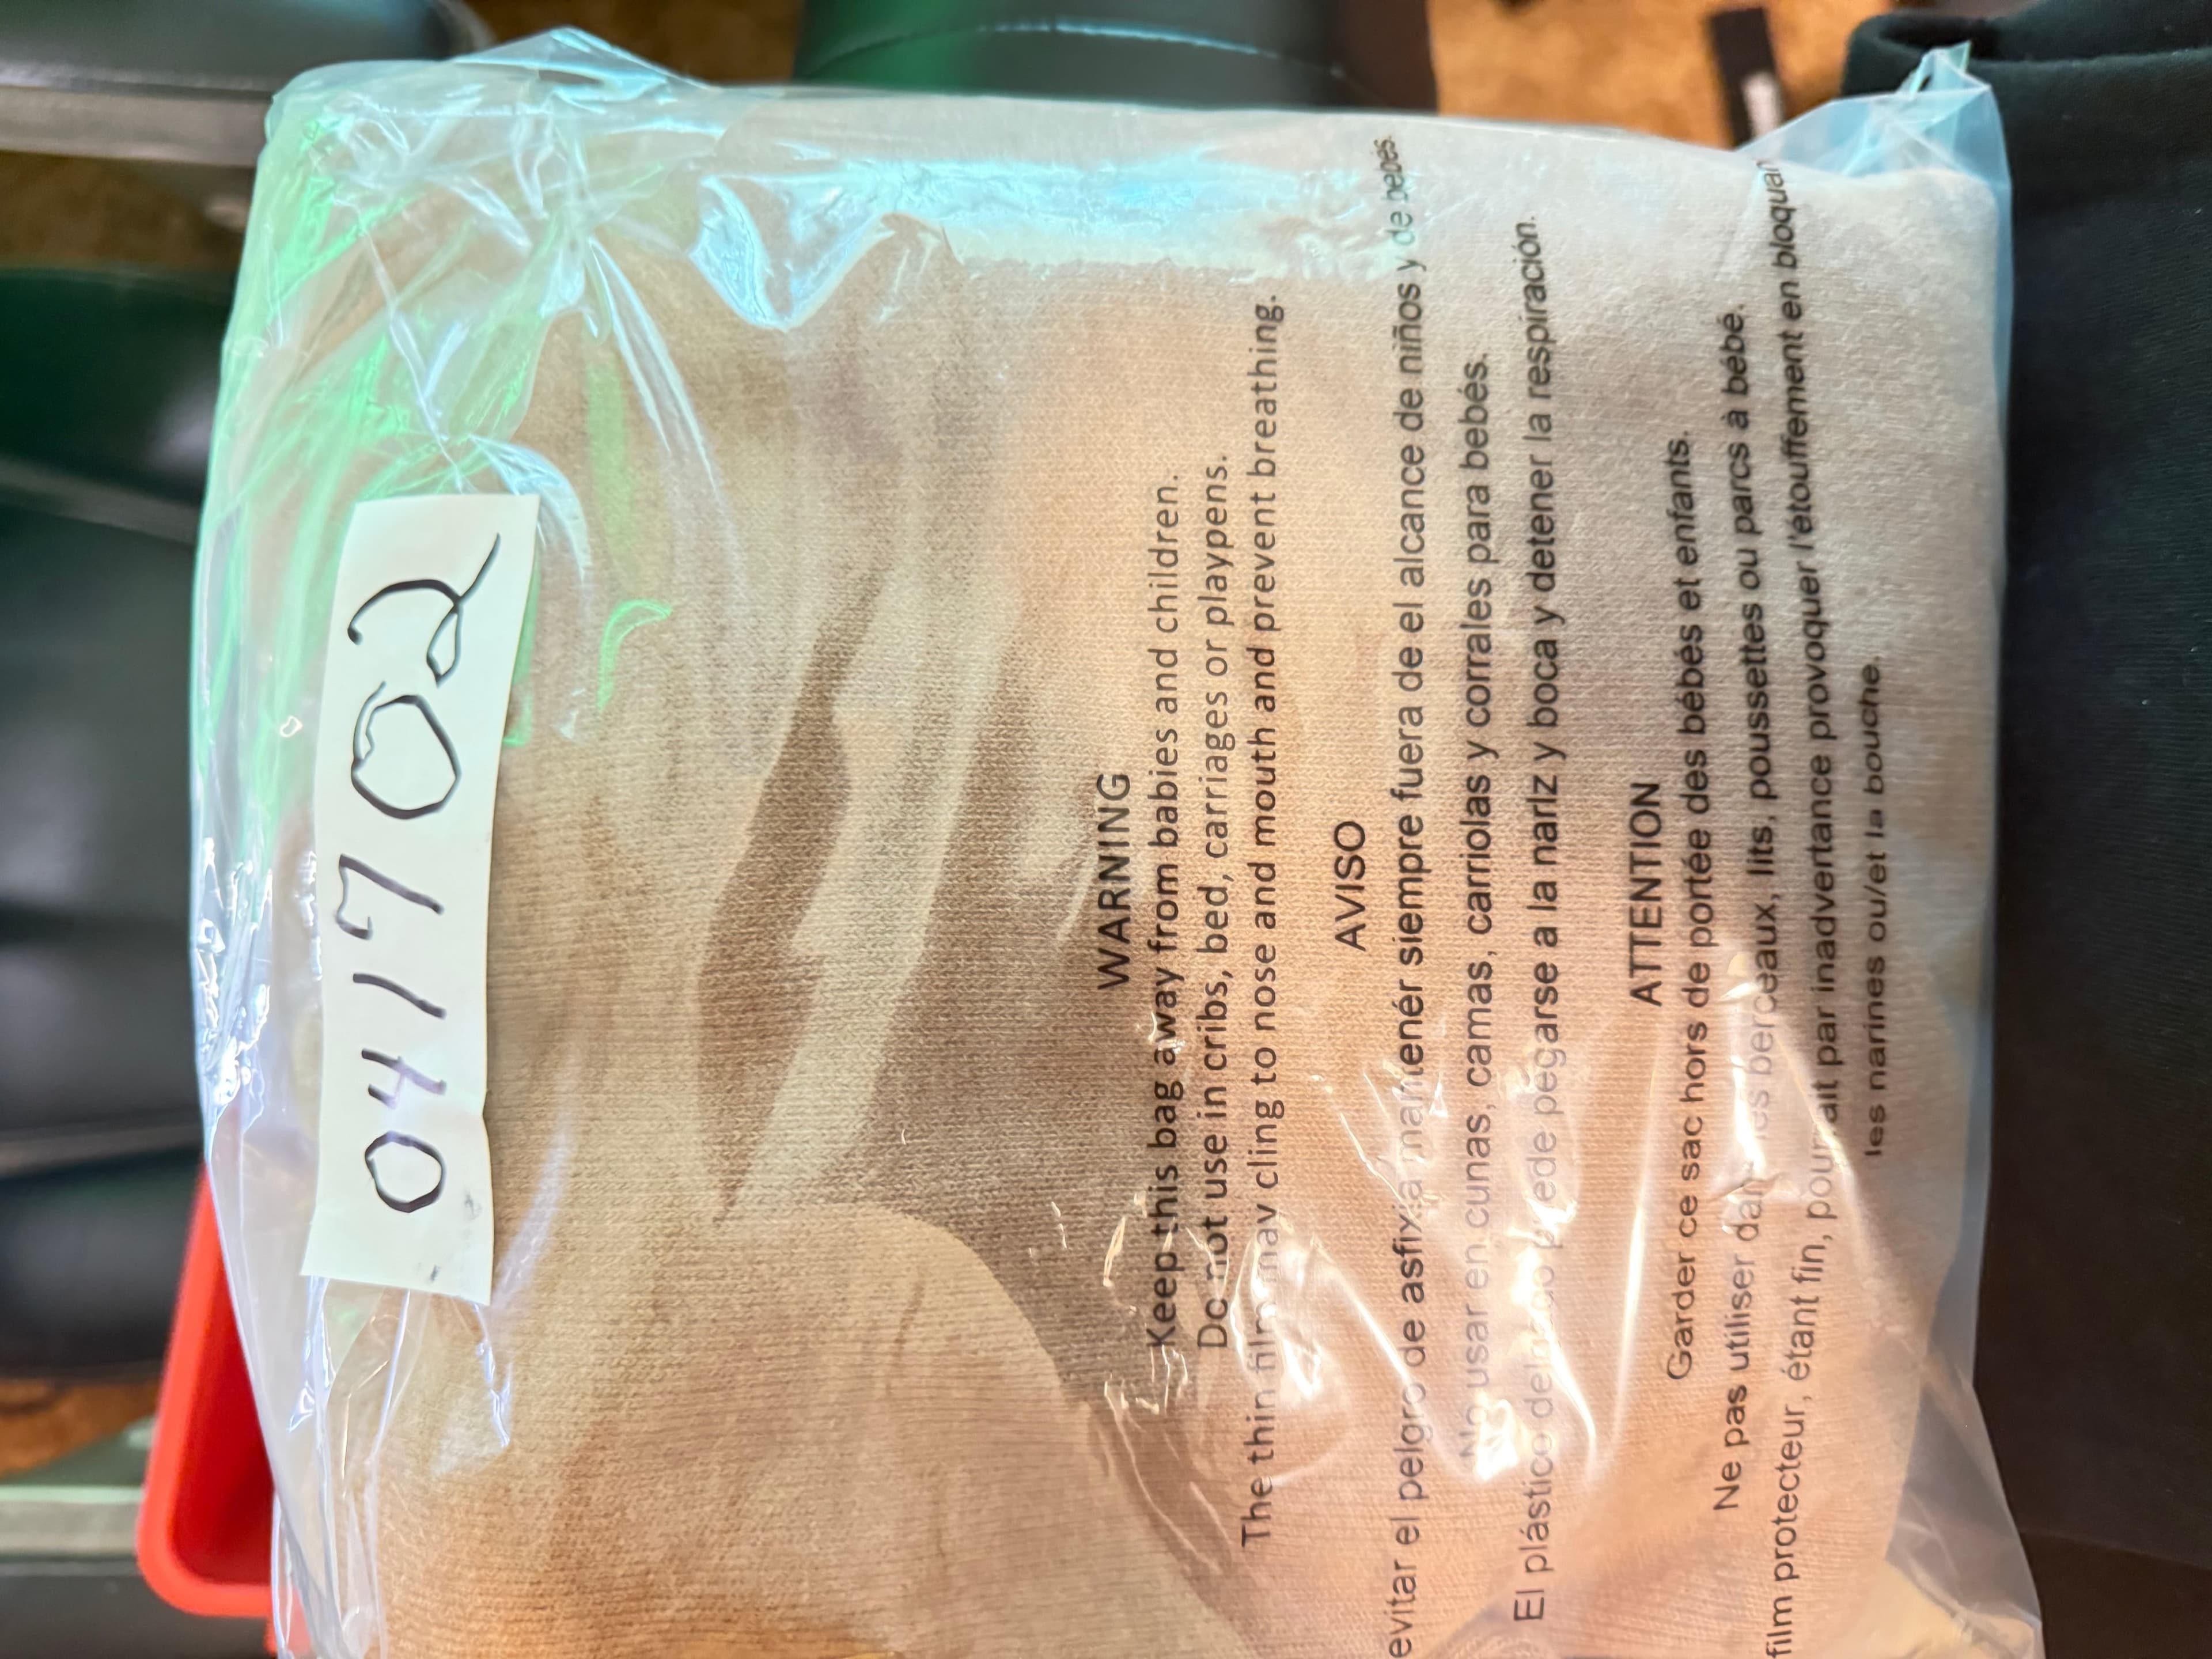 041702
WARNING
Keep this bag away from babies and children.
Do not use in cribs, bed, carriages or playpens.
The thin film may cling to nose and mouth and prevent breathing.
AVISO
evitar el pelgro de asfixia mantenér siempre fuera de el alcance de niños y de bebés.
No usar en cunas, camas, carriolas y corrales para bebés.
El plástico delgado puede pegarse a la nariz y boca y detener la respiración.
ATTENTION
Garder ce sac hors de portée des bébés et enfants.
Ne pas utiliser dans les berceaux, lits, poussettes ou parcs à bébé.
film protecteur, étant fin, pourrait par inadvertance provoquer l'étouffement en bloquan
les narines ou/et la bouche.